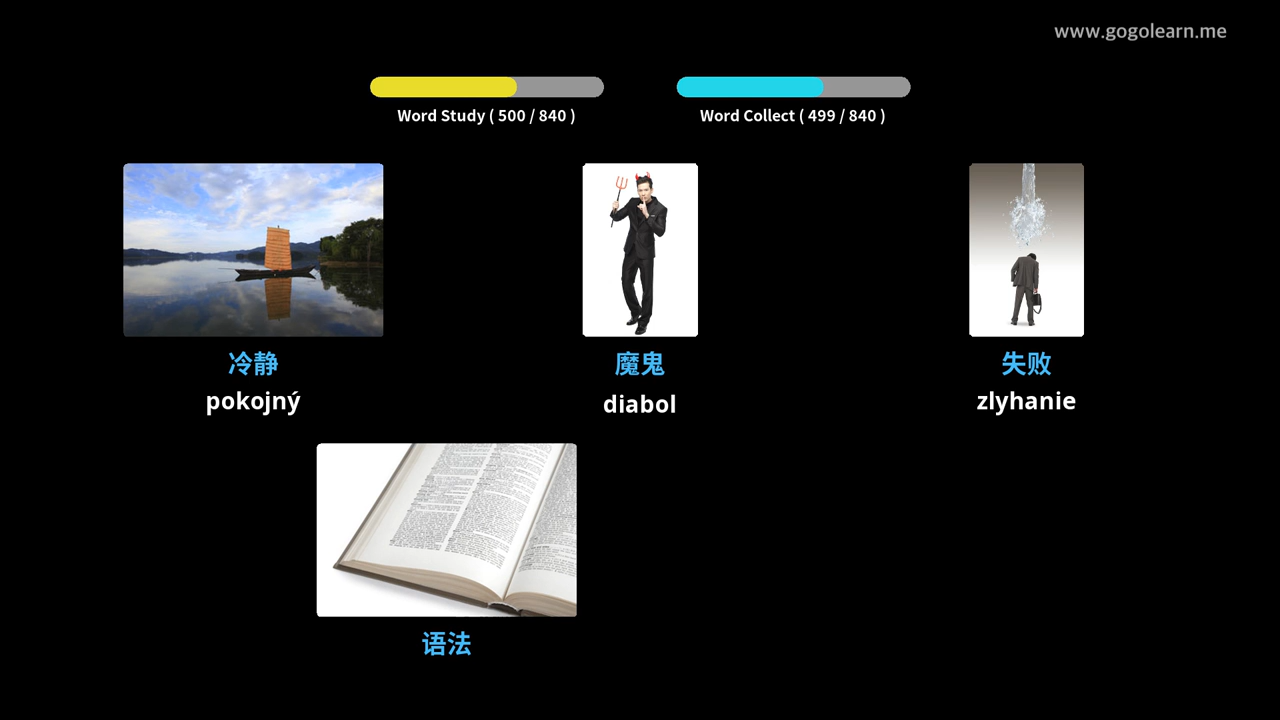 www.gogolearn.me
Word Study ( 500 / 840 )
Word Collect ( 499 / 840 )
冷静
魔鬼
失败
pokojný
diabol
zlyhanie
语法